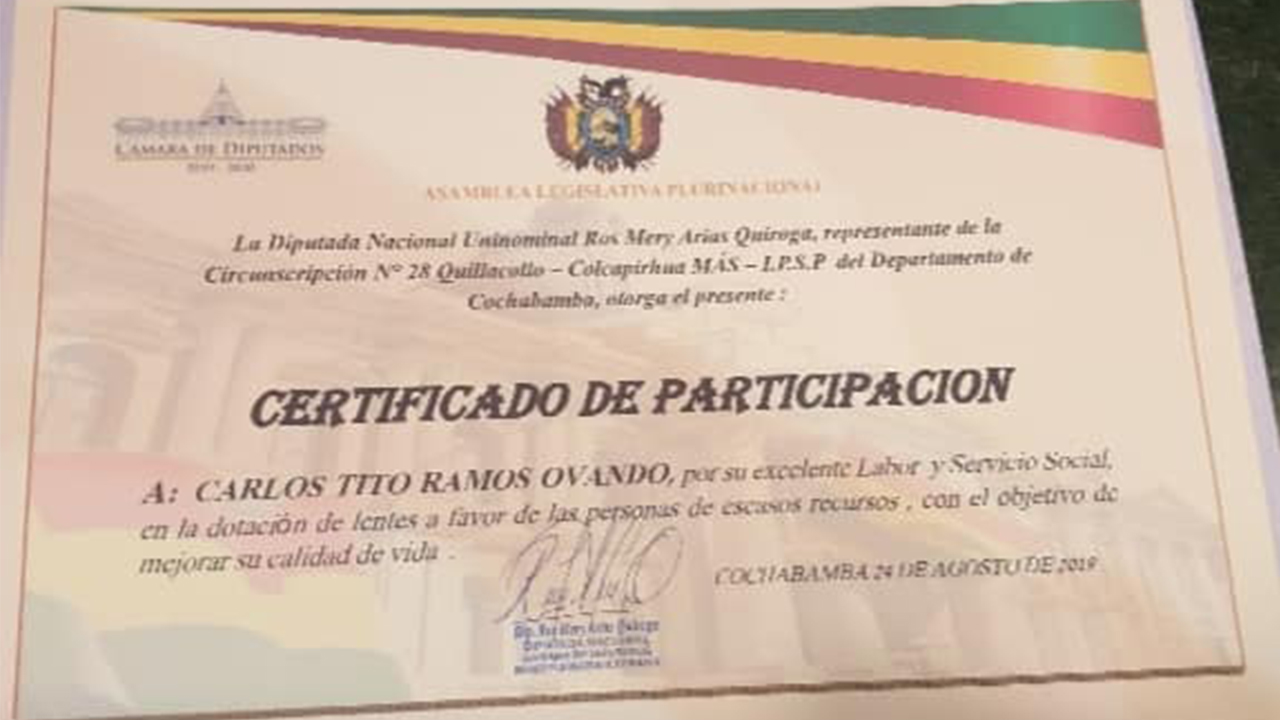 CAMARA DE DIPUTADOS
ASAMBLEA LEGISLATIVA PLURINACIONAL
La Diputada Nacional Uninominal Ros Mery Arias Quiroga, representante de la
Circunscripción N° 28 Quillacollo – Colcapirhua MÁS – I.P.S.P del Departamento de
Cochabamba, otorga el presente :
CERTIFICADO DE PARTICIPACION
A: CARLOS TITO RAMOS OVANDO, por su excelente Labor y Servicio Social,
en la dotación de lentes a favor de las personas de escasos recursos , con el objetivo de
mejorar su calidad de vida .
COCHABAMBA 24 DE AGOSTO DE 2019